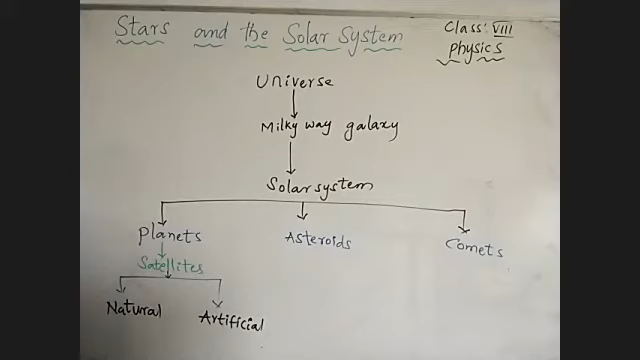 Stars and the Solar System
Class: VIII
Physics
Universe
Milky way galaxy
Solar system
Planets
Asteroids
Comets
Satellites
Natural
Artificial